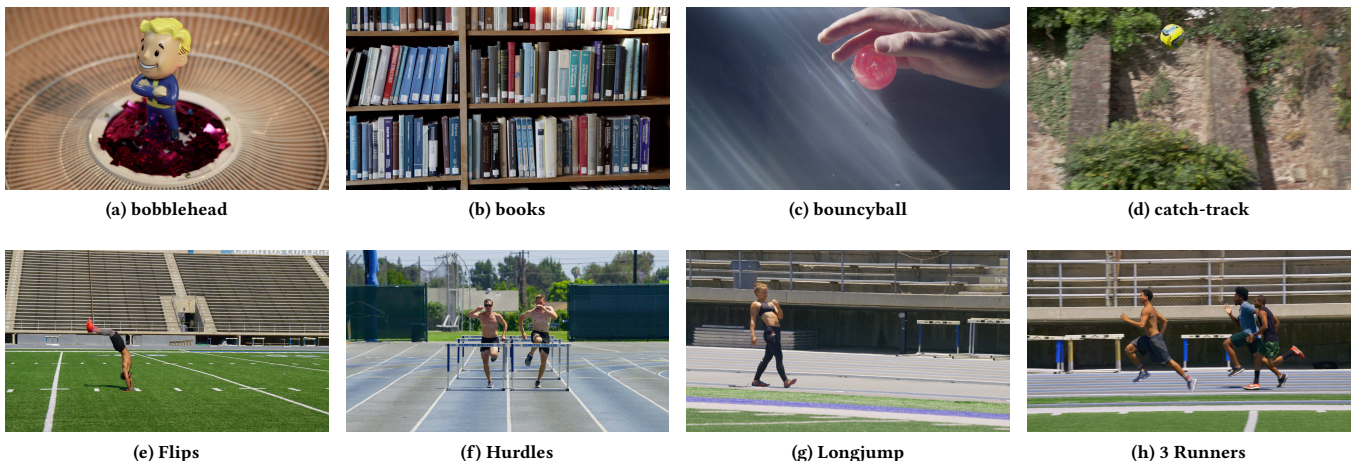 (a) bobblehead
(b) books
(c) bouncyball
(d) catch-track
(e) Flips
(f) Hurdles
(g) Longjump
(h) 3 Runners